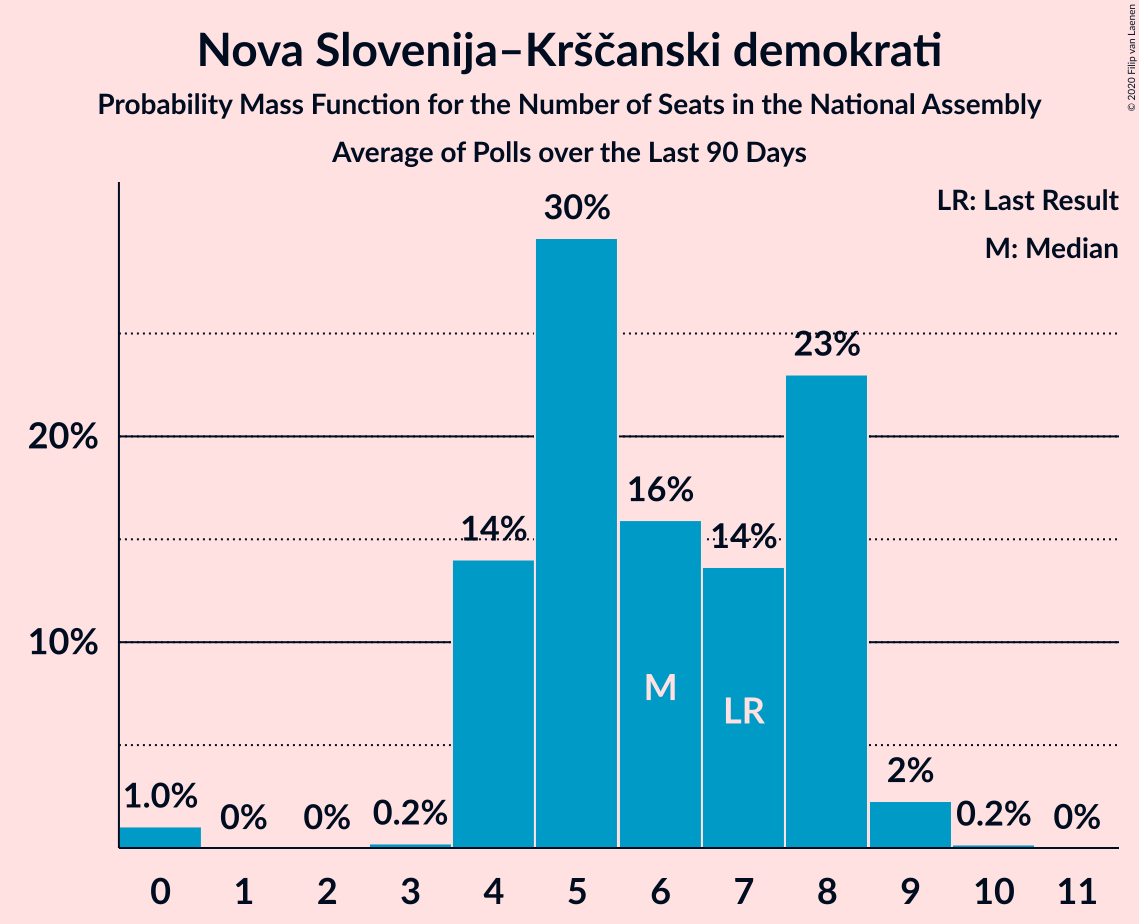 Nova Slovenija–Krščanski demokrati
Probability Mass Function for the Number of Seats in the National Assembly
Average of Polls over the Last 90 Days
© 2020 Filip van Laenen
LR: Last Result
M: Median
30%
23%
20%
16%
14%
14%
10%
M
LR
1.0%
0%
0%
0.2%
2%
0.2%
0%
0 1 2 3 4 5 6 7 8 9 10 11